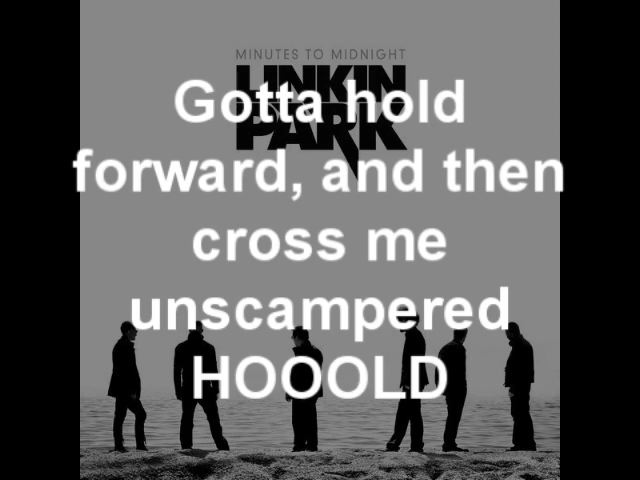 MINUTES TO MIDNIGHT
LINKIN
PARK
Gotta hold
forward, and then
cross me
unscampered
HOOOLD